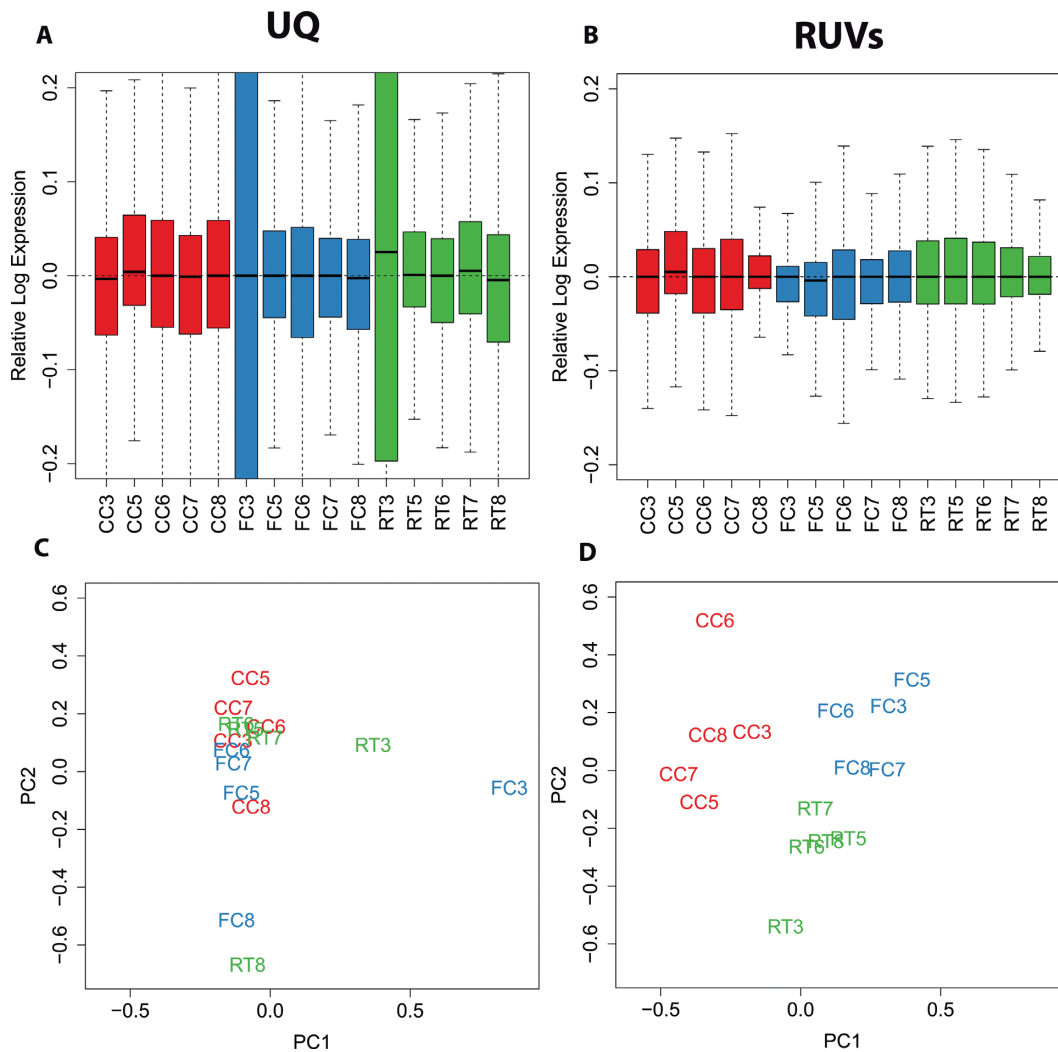 UQ
RUVs
A
B
Relative Log Expression
0.2
0.1
0.0
−0.1
−0.2
CC3
CC5
CC6
CC7
CC8
FC3
FC5
FC6
FC7
FC8
RT3
RT5
RT6
RT7
RT8
Relative Log Expression
0.2
0.1
0.0
−0.1
−0.2
CC3
CC5
CC6
CC7
CC8
FC3
FC5
FC6
FC7
FC8
RT3
RT5
RT6
RT7
RT8
C
PC2
0.6
0.4
0.2
0.0
−0.2
−0.4
−0.6
CC5
CC7
RT6
RT5
CC6
CC3
RT7
FC6
FC7
RT3
FC3
FC5
CC8
FC8
RT8
−0.5
0.0
0.5
PC1
D
PC2
0.6
0.4
0.2
0.0
−0.2
−0.4
−0.6
CC6
FC5
FC6
FC3
CC8
CC3
CC7
FC8
FC7
CC5
RT7
RT6
RT8
RT5
RT3
−0.5
0.0
0.5
PC1